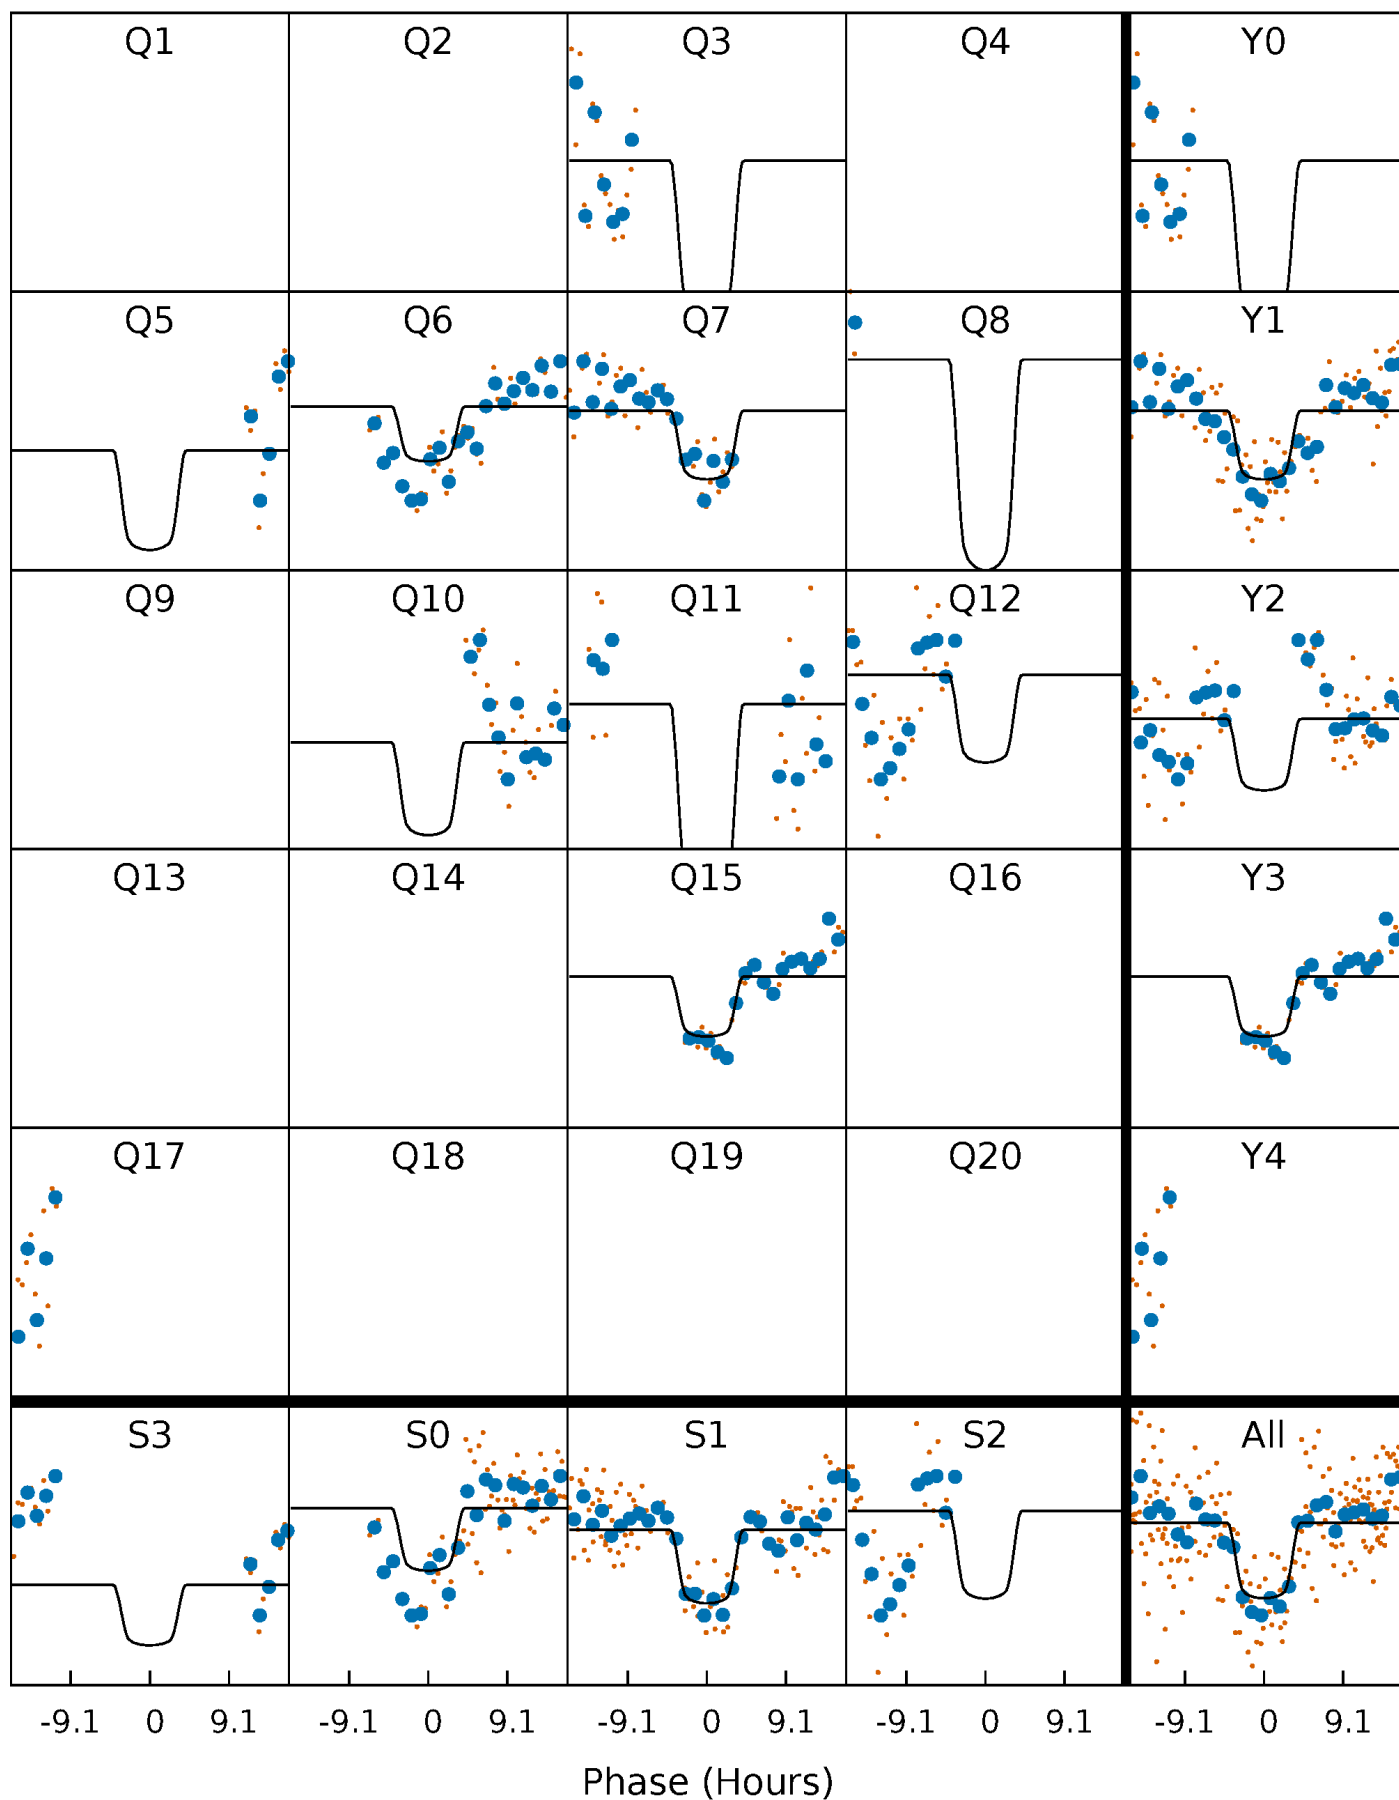 Q1 Q2 Q3 Q4 Y0
Q5 Q6 Q7 Q8 Y1
Q9 Q10 Q11 Q12 Y2
Q13 Q14 Q15 Q16 Y3
Q17 Q18 Q19 Q20 Y4
S3 S0 S1 S2 All
-9.1 0 9.1 -9.1 0 9.1 -9.1 0 9.1 -9.1 0 9.1 -9.1 0 9.1
Phase (Hours)